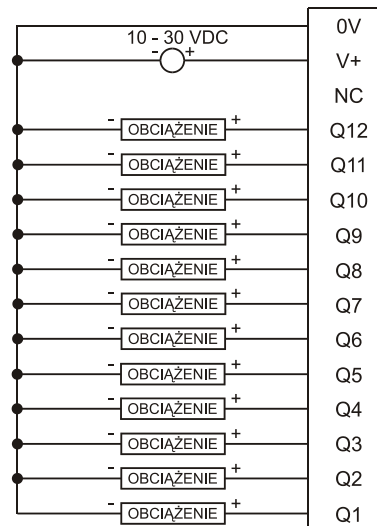 0V
10 - 30 VDC
- + V+
NC
- OBCIĄŻENIE + Q12
- OBCIĄŻENIE + Q11
- OBCIĄŻENIE + Q10
- OBCIĄŻENIE + Q9
- OBCIĄŻENIE + Q8
- OBCIĄŻENIE + Q7
- OBCIĄŻENIE + Q6
- OBCIĄŻENIE + Q5
- OBCIĄŻENIE + Q4
- OBCIĄŻENIE + Q3
- OBCIĄŻENIE + Q2
- OBCIĄŻENIE + Q1